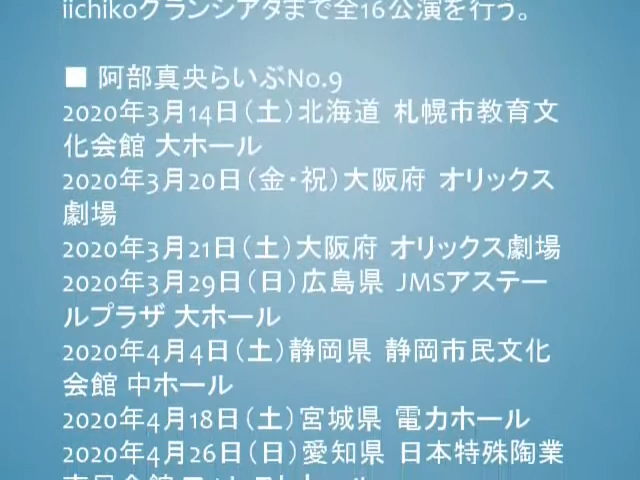 iichikoグランシアタまで全16公演を行う。
■ 阿部真央らいぶNo.9
2020年3月14日（土）北海道 札幌市教育文
化会館 大ホール
2020年3月20日（金・祝）大阪府 オリックス
劇場
2020年3月21日（土）大阪府 オリックス劇場
2020年3月29日（日）広島県 JMSアステー
ルプラザ 大ホール
2020年4月4日（土）静岡県 静岡市民文化
会館 中ホール
2020年4月18日（土）宮城県 電力ホール
2020年4月26日（日）愛知県 日本特殊陶業